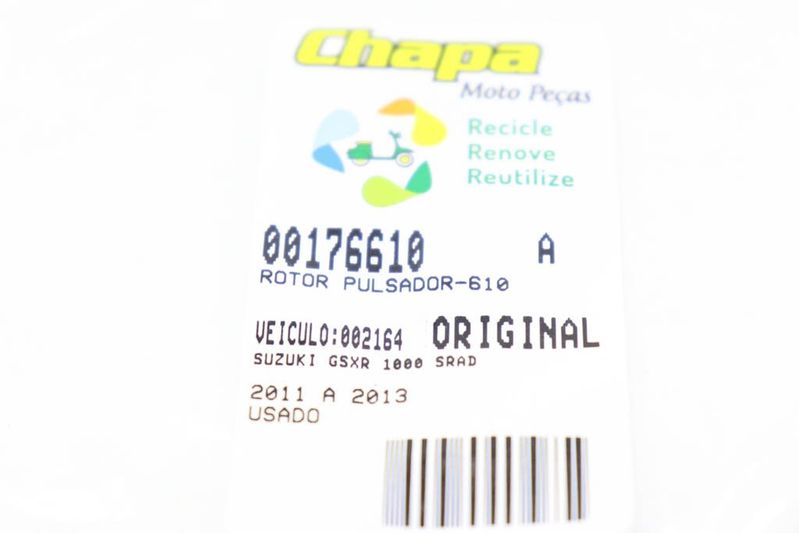 Chapa
Moto Peças
Recicle
Renove
Reutilize
00176610 A
ROTOR PULSADOR-610
VEICULO:002164 ORIGINAL
SUZUKI GSXR 1000 SRAD
2011 A 2013
USADO